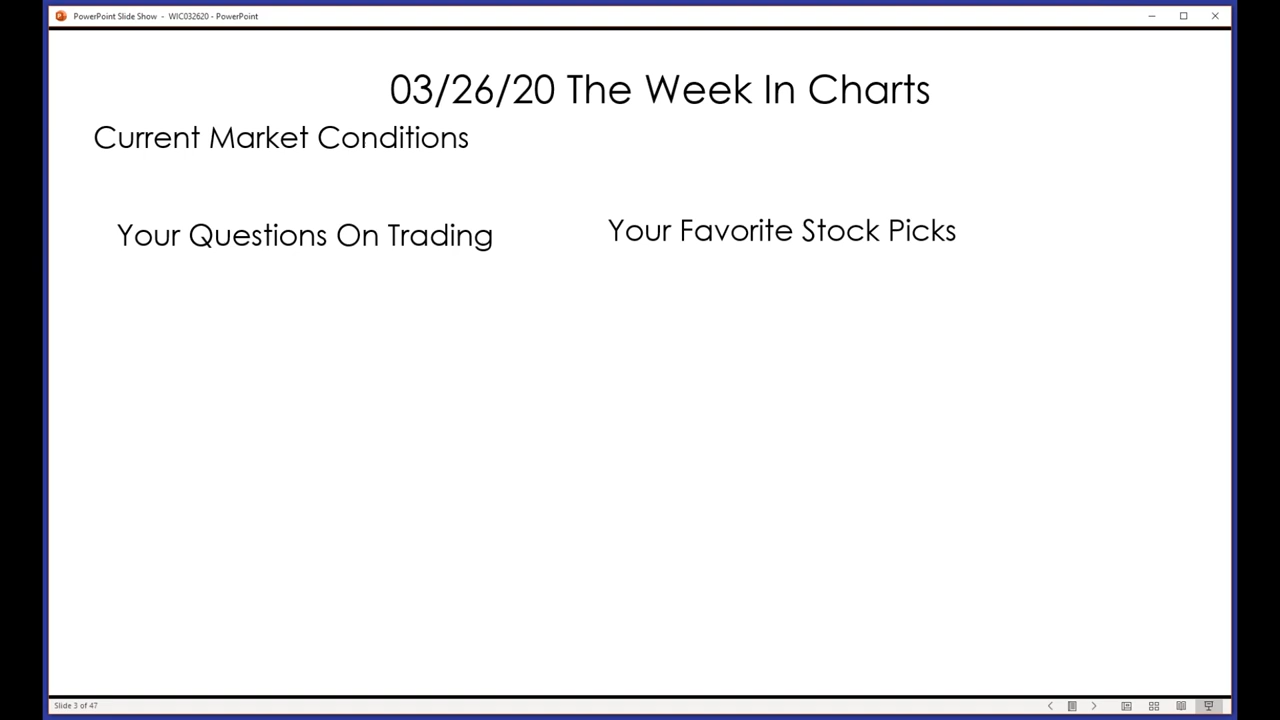 PowerPoint Slide Show - WIC032620 - PowerPoint
03/26/20 The Week In Charts
Current Market Conditions
Your Questions On Trading
Your Favorite Stock Picks
Slide 3 of 47